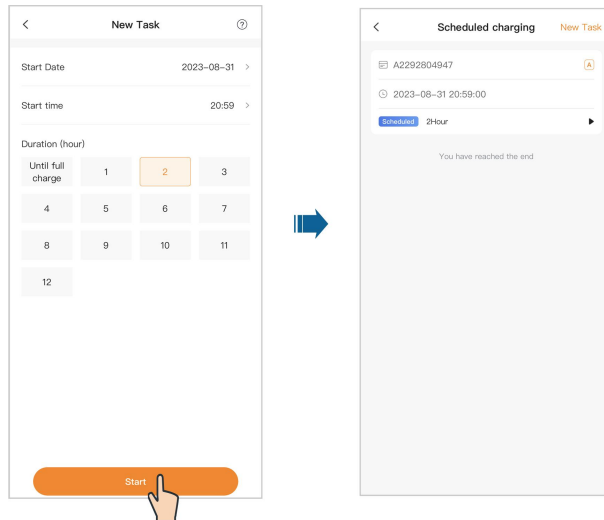 New Task
Start Date 2023-08-31
Start time 20:59
Duration (hour)
Until full charge 1 2 3
4 5 6 7
8 9 10 11
12
Start
Scheduled charging New Task
A2292804947 A
2023-08-31 20:59:00
Scheduled 2Hour
You have reached the end